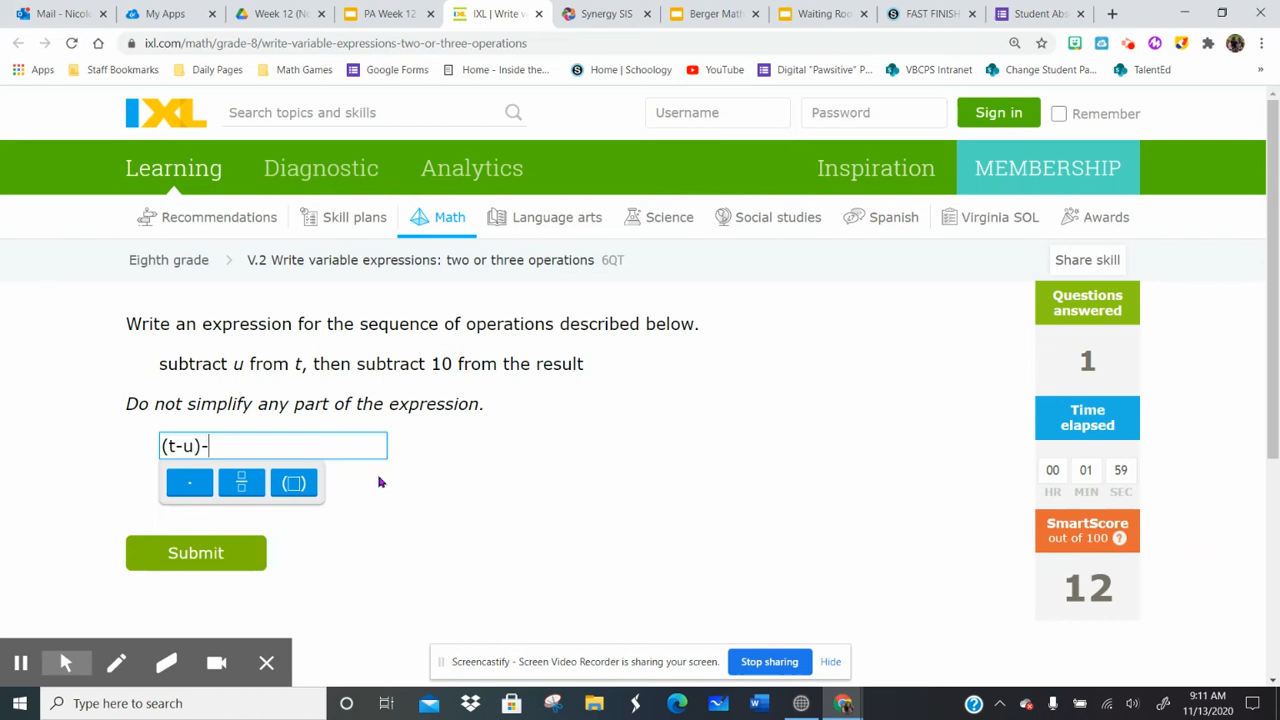 Mail - Nicol
My Apps
Week 12
PA Week 12
IXL | Write v
Synergy SIS
Berger Math
Waiting Roo
FAST FINISH
Student Abs
ixl.com/math/grade-8/write-variable-expressions-two-or-three-operations
Apps
Staff Bookmarks
Daily Pages
Math Games
Google Forms
Home - Inside the...
Home | Schoology
YouTube
Digital "Pawsitive" P...
VBCPS Intranet
Change Student Pa...
TalentEd
»
IXL
Search topics and skills
Username
Password
Sign in
Remember
Learning
Diagnostic
Analytics
Inspiration
MEMBERSHIP
Recommendations
Skill plans
Math
Language arts
Science
Social studies
Spanish
Virginia SOL
Awards
Eighth grade > V.2 Write variable expressions: two or three operations 6QT
Share skill
Write an expression for the sequence of operations described below.
subtract u from t, then subtract 10 from the result
Do not simplify any part of the expression.
(t-u)-
Submit
Questions
answered
1
Time
elapsed
00 01 59
HR MIN SEC
SmartScore
out of 100 ?
12
Screencastify - Screen Video Recorder is sharing your screen.
Stop sharing
Hide
Type here to search
9:11 AM
11/13/2020